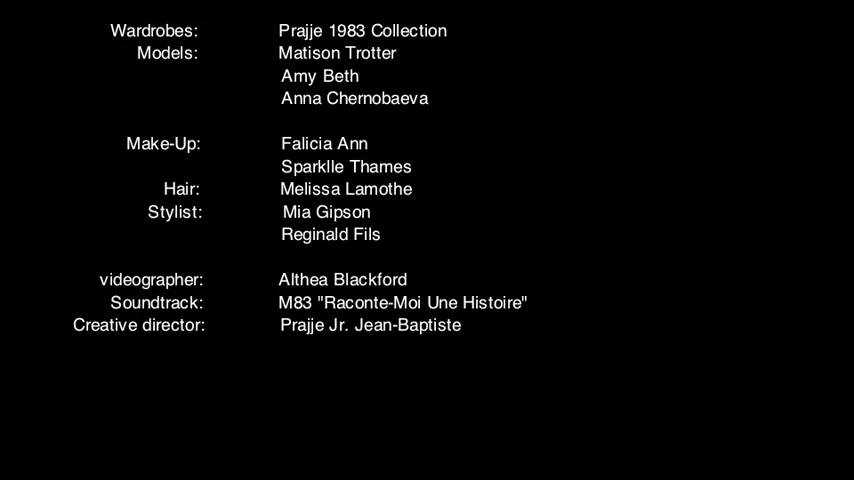 Wardrobes: Prajje 1983 Collection
Models: Matison Trotter
Amy Beth
Anna Chernobaeva
Make-Up: Falicia Ann
Sparklle Thames
Hair: Melissa Lamothe
Stylist: Mia Gipson
Reginald Fils
videographer: Althea Blackford
Soundtrack: M83 "Raconte-Moi Une Histoire"
Creative director: Prajje Jr. Jean-Baptiste